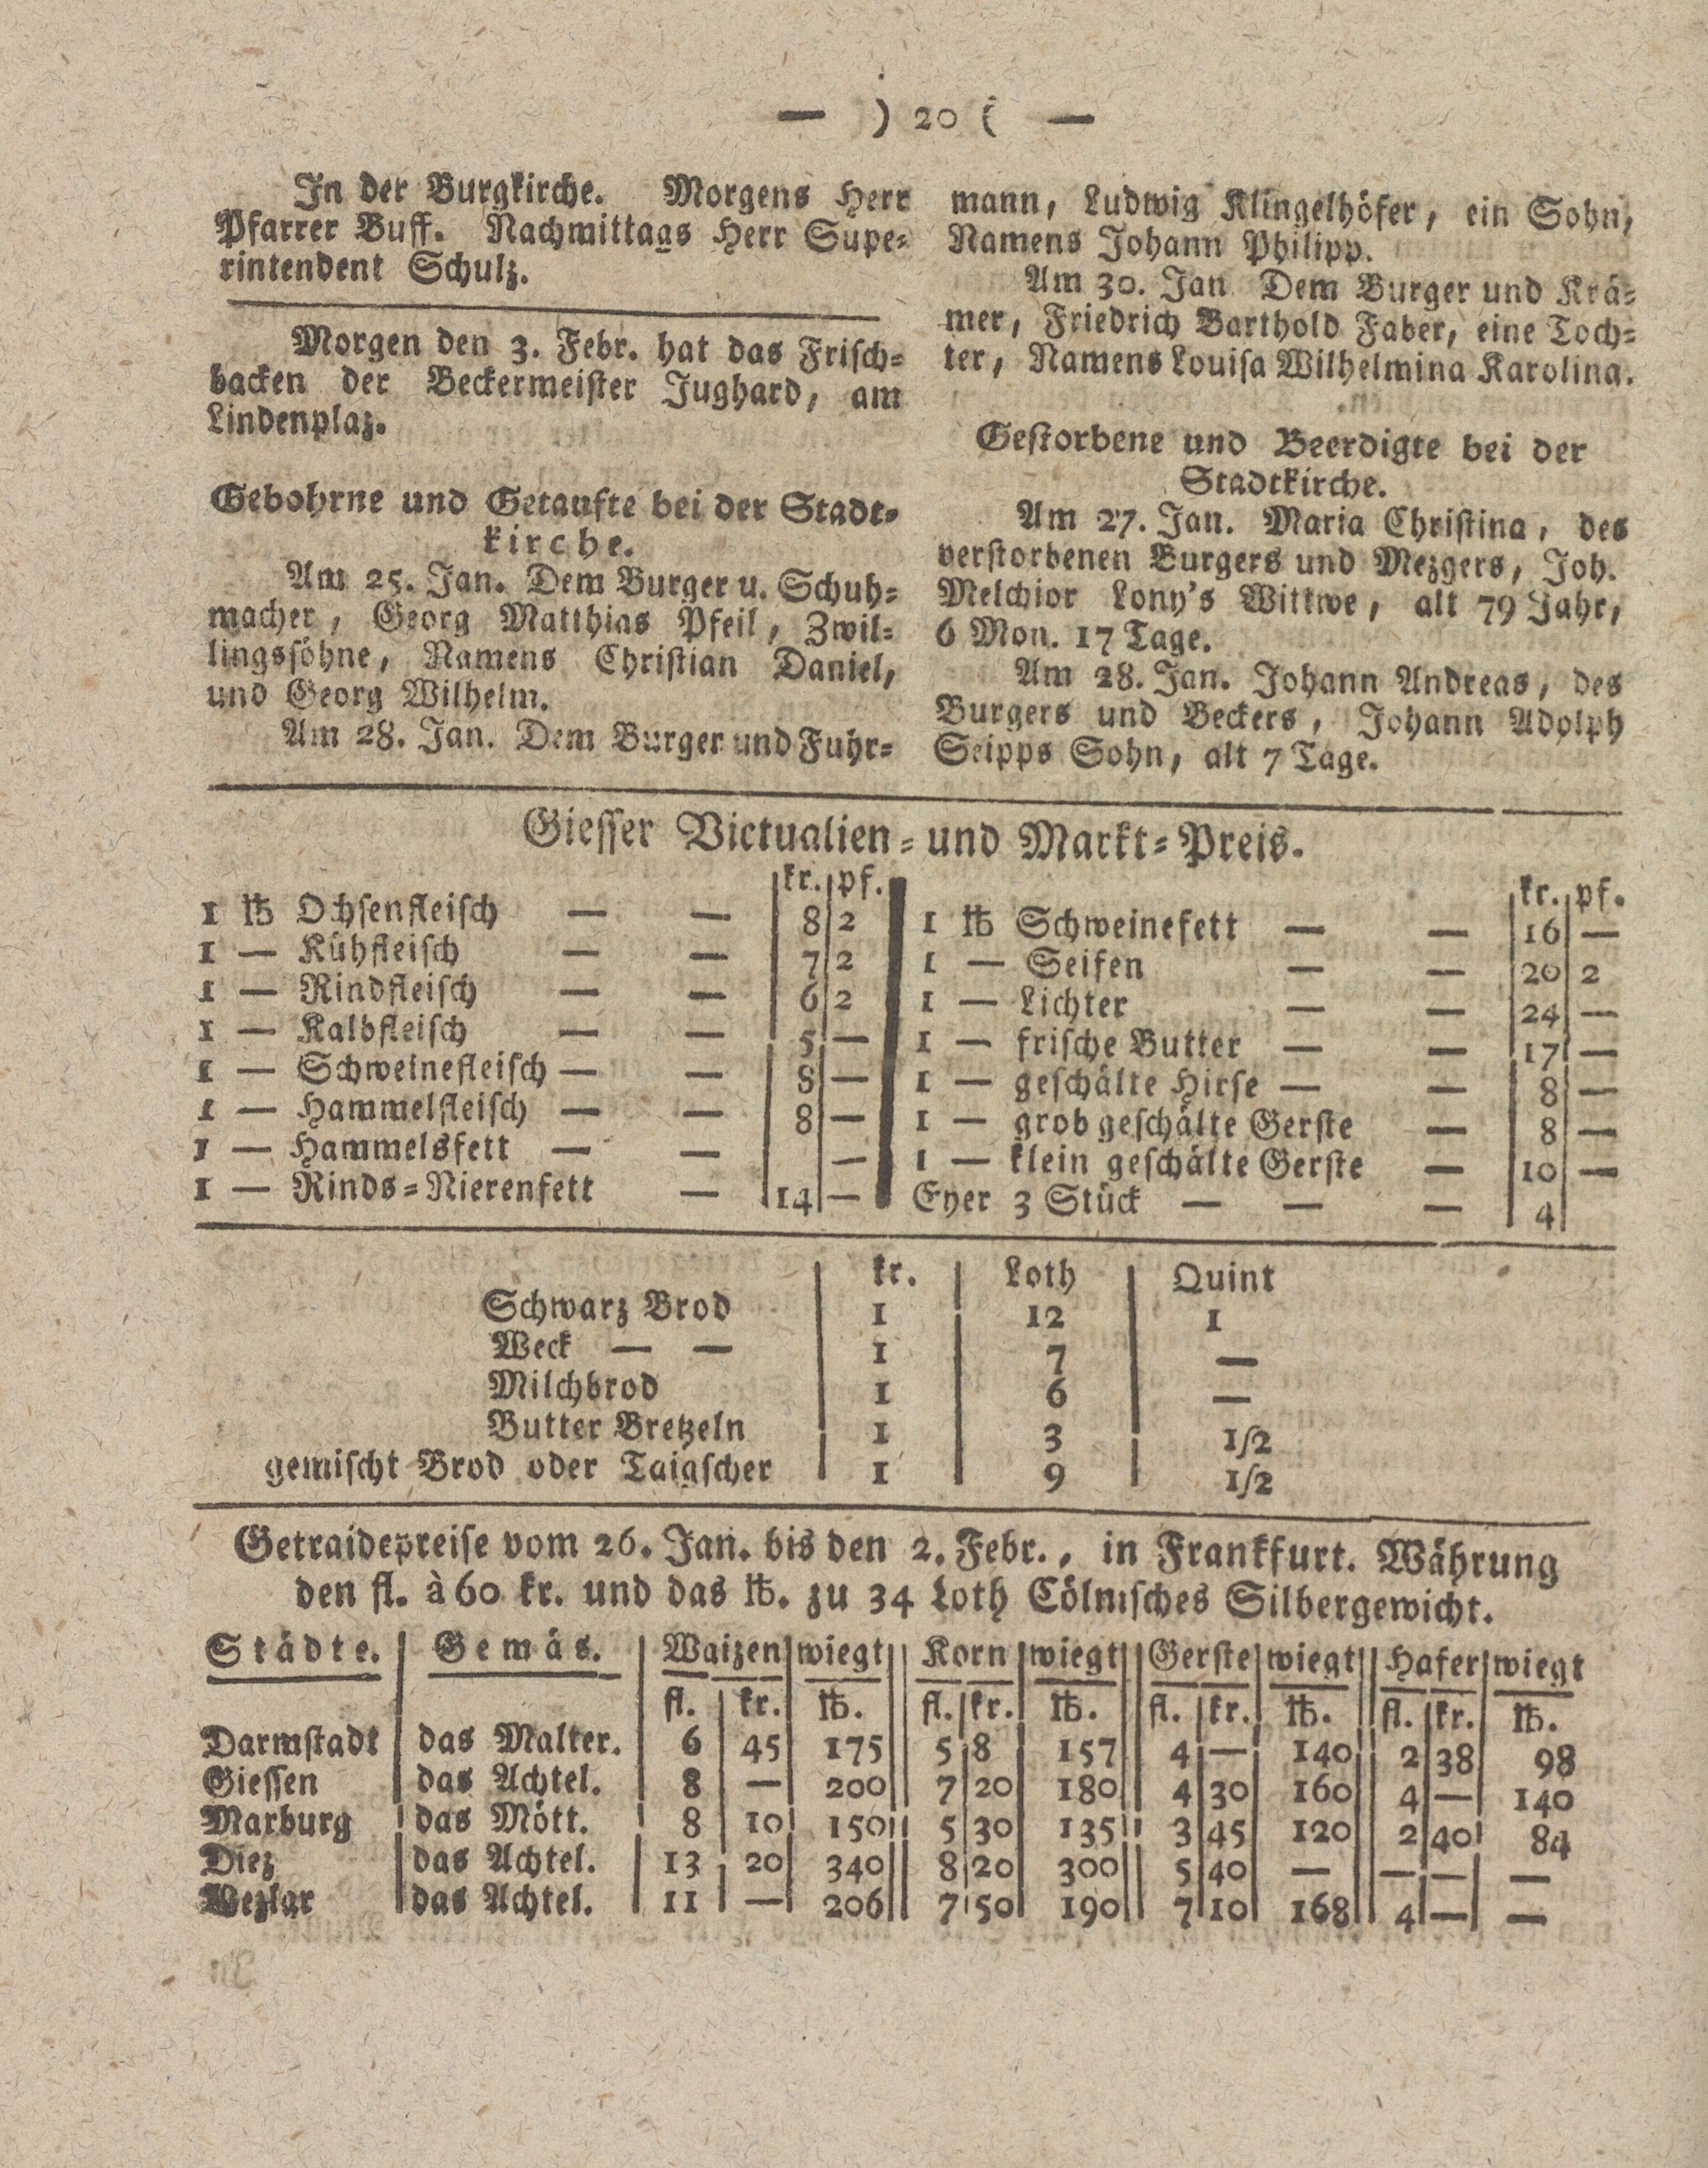 — ) 20 ( —
In der Burgkirche. Morgens Herr
Pfarrer Buff. Nachmittags Herr Supe-
rintendent Schulz.
Morgen den 3. Febr. hat das Frisch-
backen der Beckermeister Jughard, am
Lindenplaz.
Gebohrne und Getaufte bei der Stadt-
kirche.
Am 25. Jan. Dem Burger u. Schuh-
macher, Georg Matthias Pfeil, Zwil-
lingssöhne, Namens Christian Daniel,
und Georg Wilhelm.
Am 28. Jan. Dem Burger und Fuhr-
mann, Ludwig Klingelhöfer, ein Sohn,
Namens Johann Philipp.
Am 30. Jan. Dem Burger und Krä-
mer, Friedrich Barthold Faber, eine Toch-
ter, Namens Louisa Wilhelmina Karolina.
Gestorbene und Beerdigte bei der
Stadtkirche.
Am 27. Jan. Maria Christina, des
verstorbenen Burgers und Mezgers, Joh.
Melchior Lony's Wittwe, alt 79 Jahr,
6 Mon. 17 Tage.
Am 28. Jan. Johann Andreas, des
Burgers und Beckers, Johann Adolph
Seipps Sohn, alt 7 Tage.
Giesser Victualien- und Markt-Preis.
kr. pf.
1 ℔ Ochsenfleisch — — 8 2
1 — Kühfleisch — — 7 2
1 — Rindfleisch — — 6 2
1 — Kalbfleisch — — 5 —
1 — Schweinefleisch — — 8 —
1 — Hammelfleisch — — 8 —
1 — Hammelsfett — — —
1 — Rinds-Nierenfett — 14 —
kr. pf.
1 ℔ Schweinefett — — 16 —
1 — Seifen — — 20 2
1 — Lichter — — 24 —
1 — frische Butter — — 17 —
1 — geschälte Hirse — — 8 —
1 — grob geschälte Gerste — 8 —
1 — klein geschälte Gerste — 10 —
Eyer 3 Stück — — — 4
kr. Loth Quint
Schwarz Brod 1 12 1
Weck — — 1 7 —
Milchbrod 1 6 —
Butter Bretzeln 1 3 1/2
gemischt Brod oder Taigscher 1 9 1/2
Getraidepreise vom 26. Jan. bis den 2. Febr., in Frankfurt. Währung
den fl. à 60 kr. und das ℔. zu 34 Loth Cölnisches Silbergewicht.
Städte. Gemäs. Waizen wiegt Korn wiegt Gerste wiegt Hafer wiegt
fl. kr. ℔. fl. kr. ℔. fl. kr. ℔. fl. kr. ℔.
Darmstadt das Malter. 6 45 175 5 8 157 4 — 140 2 38 98
Giessen das Achtel. 8 — 200 7 20 180 4 30 160 4 — 140
Marburg das Mött. 8 10 150 5 30 135 3 45 120 2 40 84
Diez das Achtel. 13 20 340 8 20 300 5 40 — — — —
Wezlar das Achtel. 11 — 206 7 50 190 7 10 168 4 — —